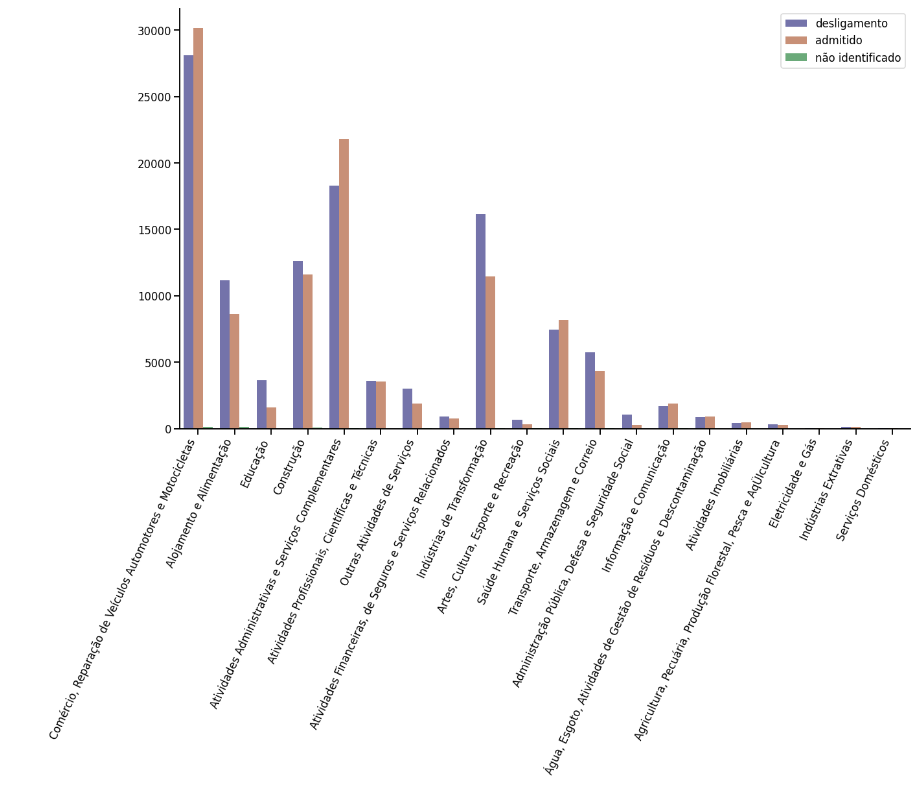 desligamento
admitido
não identificado
30000
25000
20000
15000
10000
5000
0
Comércio, Reparação de Veículos Automotores e Motocicletas
Alojamento e Alimentação
Educação
Construção
Atividades Administrativas e Serviços Complementares
Atividades Profissionais, Científicas e Técnicas
Outras Atividades de Serviços
Atividades Financeiras, de Seguros e Serviços Relacionados
Indústrias de Transformação
Artes, Cultura, Esporte e Recreação
Saúde Humana e Serviços Sociais
Transporte, Armazenagem e Correio
Administração Pública, Defesa e Seguridade Social
Informação e Comunicação
Água, Esgoto, Atividades de Gestão de Resíduos e Descontaminação
Atividades Imobiliárias
Agricultura, Pecuária, Produção Florestal, Pesca e AqÜicultura
Eletricidade e Gás
Indústrias Extrativas
Serviços Domésticos